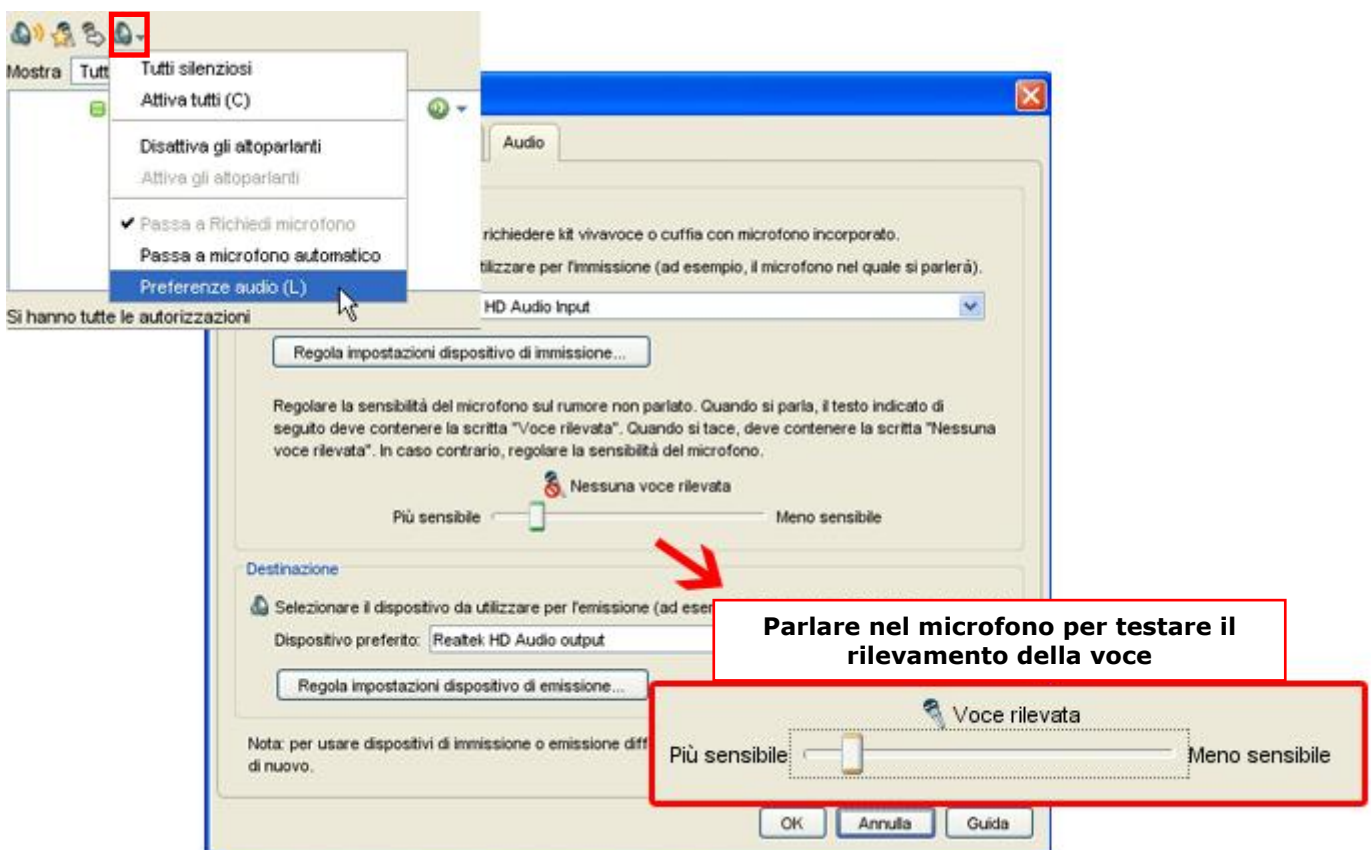 Mostra Tutt
Tutti silenziosi
Attiva tutti (C)
Disattiva gli altoparlanti
Attiva gli altoparlanti
Passa a Richiedi microfono
Passa a microfono automatico
Preferenze audio (L)
Si hanno tutte le autorizzazioni
Audio
richiedere kit vivavoce o cuffia con microfono incorporato.
tilizzare per l'immissione (ad esempio, il microfono nel quale si parlerà).
HD Audio Input
Regola impostazioni dispositivo di immissione...
Regolare la sensibilità del microfono sul rumore non parlato. Quando si parla, il testo indicato di
seguito deve contenere la scritta "Voce rilevata". Quando si tace, deve contenere la scritta "Nessuna
voce rilevata". In caso contrario, regolare la sensibilità del microfono.
Nessuna voce rilevata
Più sensibile Meno sensibile
Destinazione
Selezionare il dispositivo da utilizzare per l'emissione (ad eser
Dispositivo preferito: Realtek HD Audio output
Regola impostazioni dispositivo di emissione...
Nota: per usare dispositivi di immissione o emissione diff
di nuovo.
Parlare nel microfono per testare il
rilevamento della voce
Voce rilevata
Più sensibile Meno sensibile
OK Annulla Guida